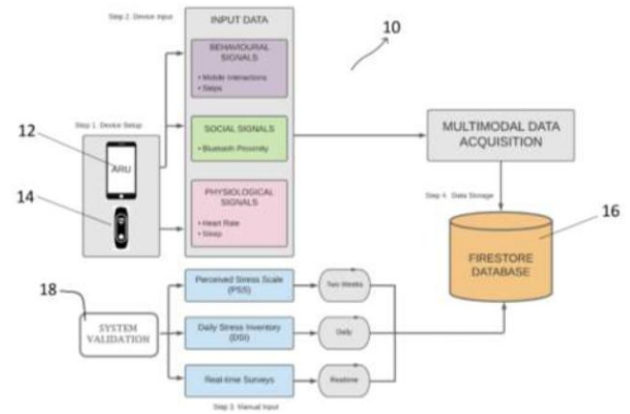 Step 2. Device Input
INPUT DATA
10
BEHAVIOURAL
SIGNALS
• Mobile Interactions
• Steps
Step 1. Device Setup
12
ARU
14
SOCIAL SIGNALS
• Bluetooth Proximity
MULTIMODAL DATA
ACQUISITION
PHYSIOLOGICAL
SIGNALS
• Heart Rate
• Sleep
Step 4. Data Storage
16
FIRESTORE
DATABASE
18
SYSTEM
VALIDATION
Perceived Stress Scale
(PSS)
Two Weeks
Daily Stress Inventory
(DSI)
Daily
Real-time Surveys
Realtime
Step 3. Manual Input